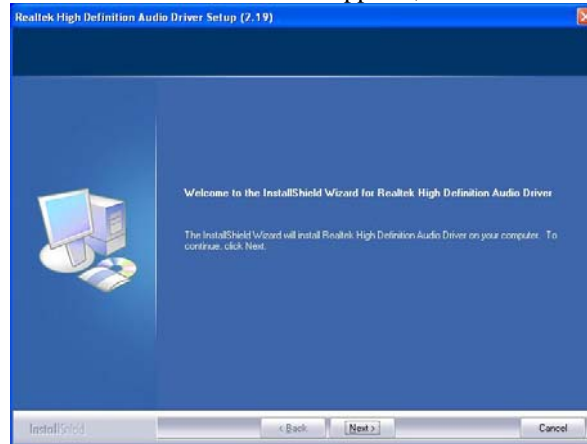 Realtek High Definition Audio Driver Setup (2.19)
Welcome to the InstallShield Wizard for Realtek High Definition Audio Driver
The InstallShield Wizard will install Realtek High Definition Audio Driver on your computer. To
continue, click Next.
InstallShield
< Back
Next >
Cancel